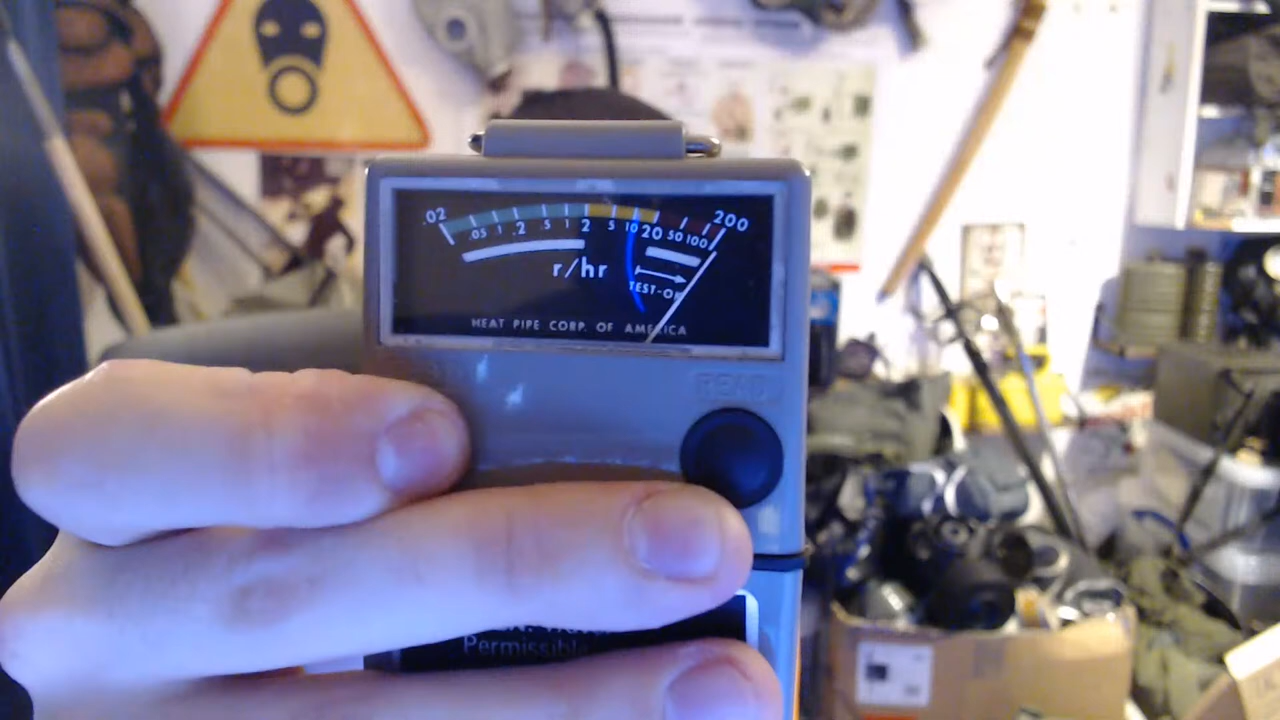 .02 .05 .1 .2 .5 1 2 5 10 20 50 100 200
r/hr
TEST-OK
HEAT PIPE CORP. OF AMERICA
READ
Permissible